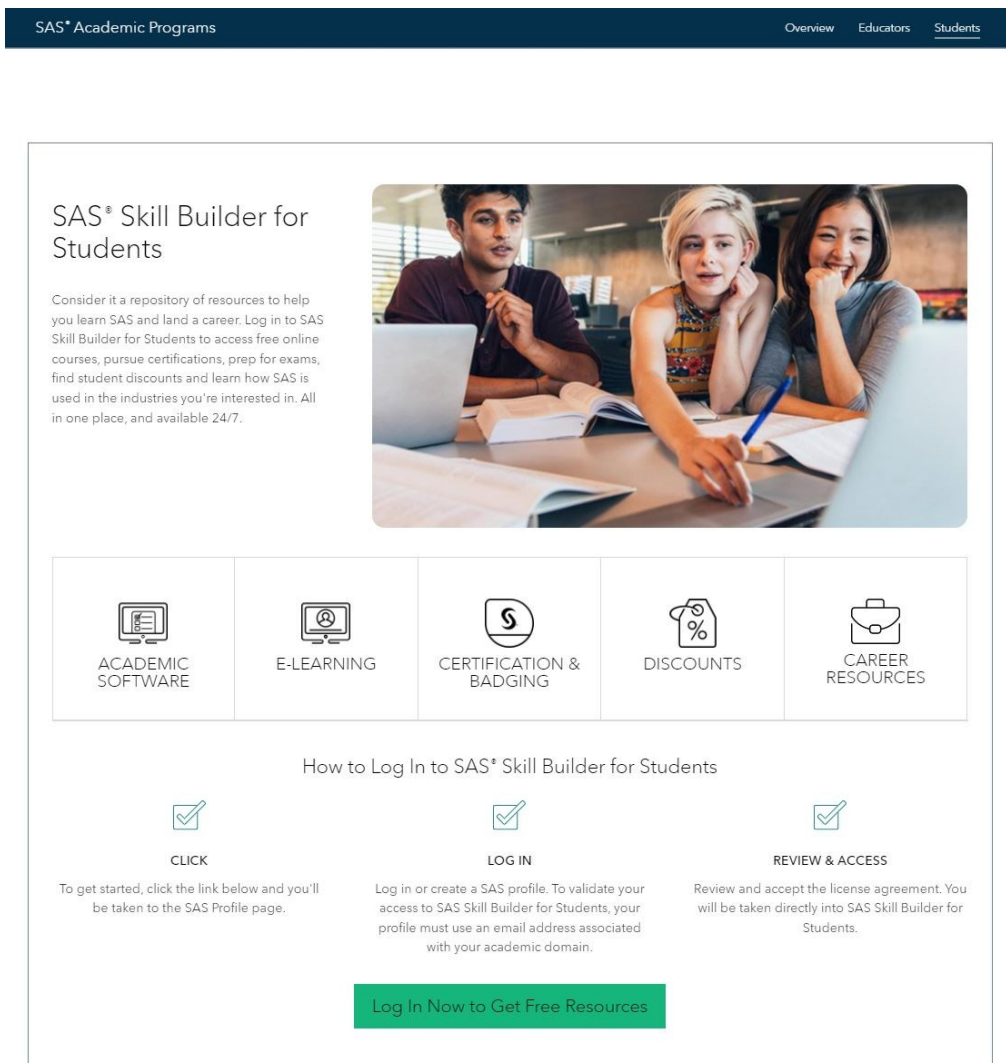 SAS® Academic Programs
Overview Educators Students
SAS® Skill Builder for
Students
Consider it a repository of resources to help
you learn SAS and land a career. Log in to SAS
Skill Builder for Students to access free online
courses, pursue certifications, prep for exams,
find student discounts and learn how SAS is
used in the industries you're interested in. All
in one place, and available 24/7.
ACADEMIC
SOFTWARE
E-LEARNING
CERTIFICATION &
BADGING
%
DISCOUNTS
CAREER
RESOURCES
How to Log In to SAS® Skill Builder for Students
CLICK
To get started, click the link below and you'll
be taken to the SAS Profile page.
LOG IN
Log in or create a SAS profile. To validate your
access to SAS Skill Builder for Students, your
profile must use an email address associated
with your academic domain.
REVIEW & ACCESS
Review and accept the license agreement. You
will be taken directly into SAS Skill Builder for
Students.
Log In Now to Get Free Resources